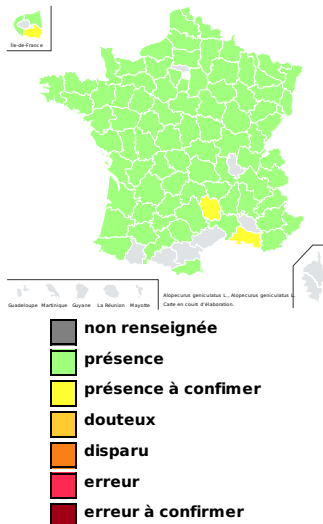 Île-de-France
Guadeloupe Martinique Guyane La Réunion Mayotte
Alopecurus geniculatus L., Alopecurus geniculatus L.
Carte en cours d'élaboration.
non renseignée
présence
présence à confimer
douteux
disparu
erreur
erreur à confirmer